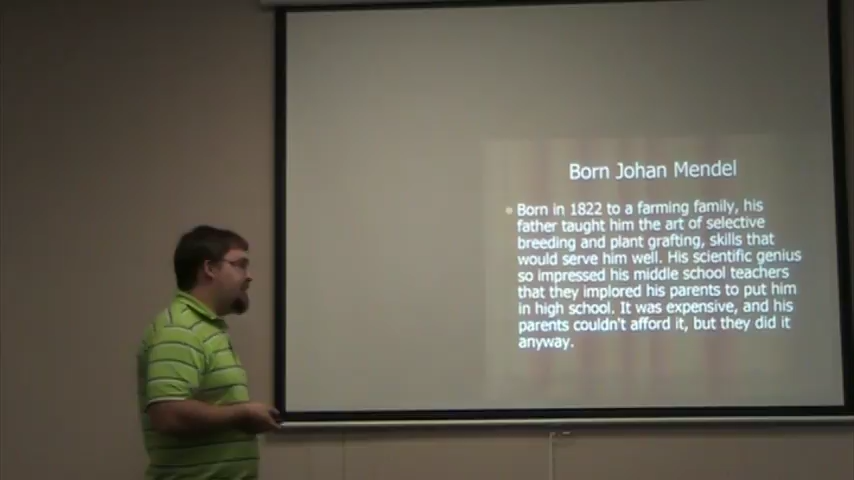 Born Johan Mendel
Born in 1822 to a farming family, his
father taught him the art of selective
breeding and plant grafting, skills that
would serve him well. His scientific genius
so impressed his middle school teachers
that they implored his parents to put him
in high school. It was expensive, and his
parents couldn't afford it, but they did it
anyway.